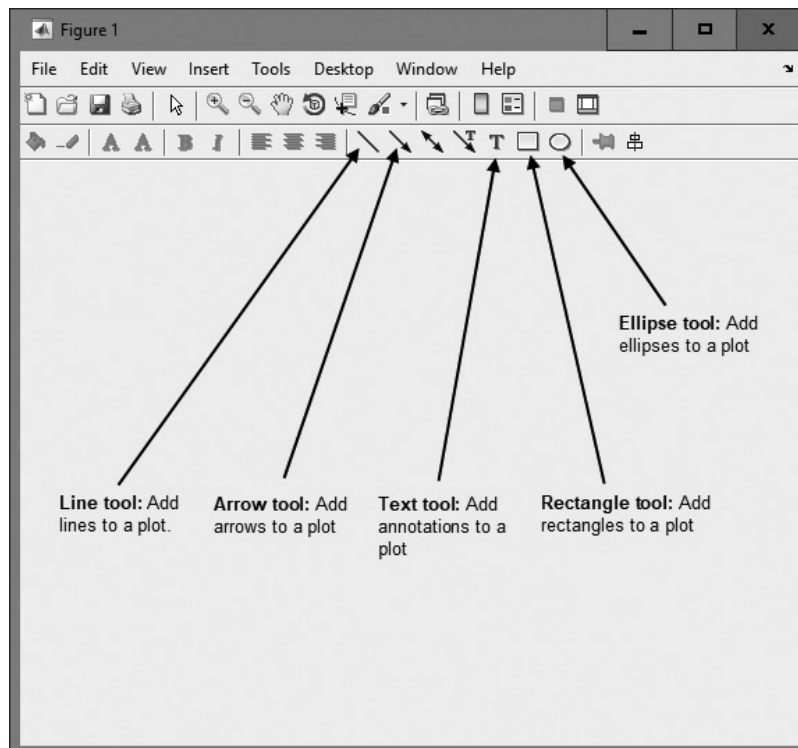 Figure 1
File Edit View Insert Tools Desktop Window Help
A A B I T T
Ellipse tool: Add
ellipses to a plot
Line tool: Add
lines to a plot.
Arrow tool: Add
arrows to a plot
Text tool: Add
annotations to a
plot
Rectangle tool: Add
rectangles to a plot